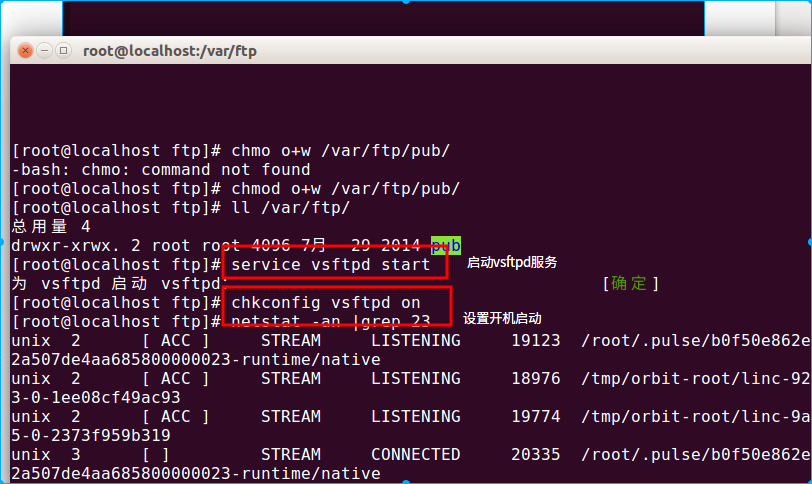 root@localhost:/var/ftp
[root@localhost ftp]# chmo o+w /var/ftp/pub/
-bash: chmo: command not found
[root@localhost ftp]# chmod o+w /var/ftp/pub/
[root@localhost ftp]# ll /var/ftp/
总用量 4
drwxr-xrwx. 2 root root 4096 7月  29 2014 pub
[root@localhost ftp]# service vsftpd start 启动vsftpd服务
为 vsftpd 启动 vsftpd: [确定]
[root@localhost ftp]# chkconfig vsftpd on
[root@localhost ftp]# netstat -an |grep 23 设置开机启动
unix  2      [ ACC ]     STREAM     LISTENING     19123  /root/.pulse/b0f50e862e
2a507de4aa685800000023-runtime/native
unix  2      [ ACC ]     STREAM     LISTENING     18976  /tmp/orbit-root/linc-92
3-0-1ee08cf49ac93
unix  2      [ ACC ]     STREAM     LISTENING     19774  /tmp/orbit-root/linc-9a
5-0-2373f959b319
unix  3      [ ]         STREAM     CONNECTED     20335  /root/.pulse/b0f50e862e
2a507de4aa685800000023-runtime/native